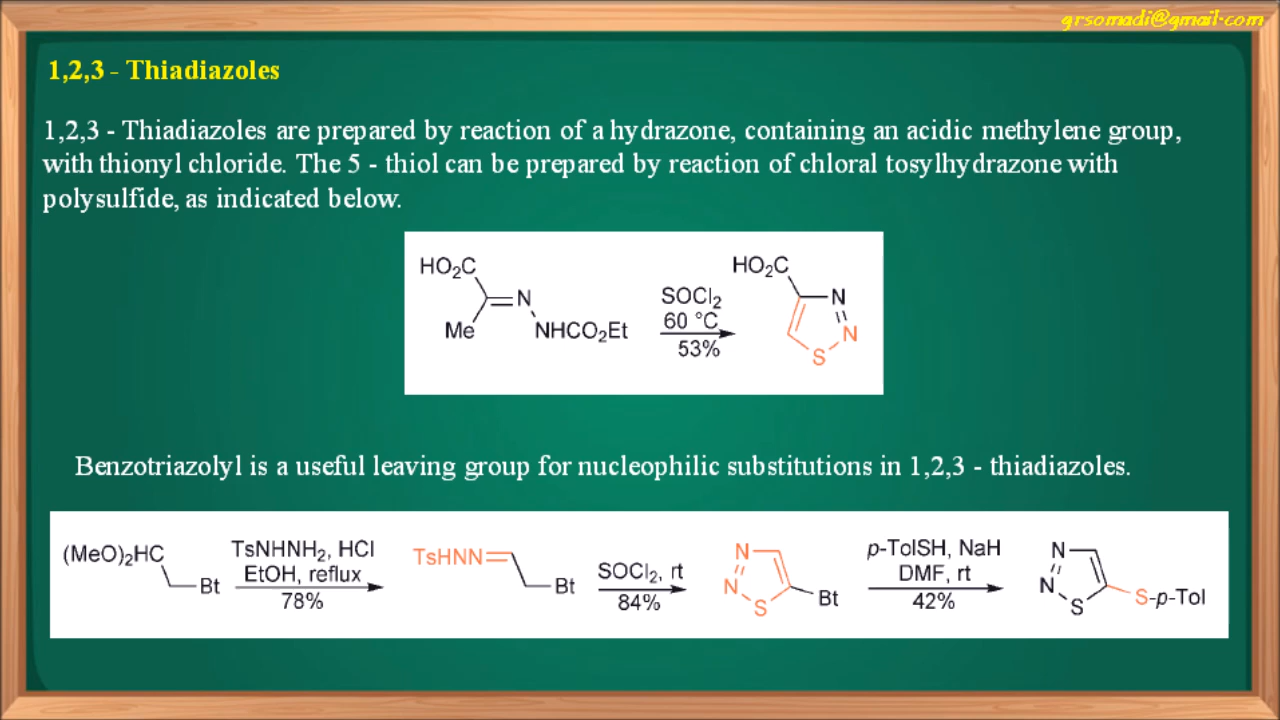 grsomadi@gmail.com
1,2,3 - Thiadiazoles
1,2,3 - Thiadiazoles are prepared by reaction of a hydrazone, containing an acidic methylene group,
with thionyl chloride. The 5 - thiol can be prepared by reaction of chloral tosylhydrazone with
polysulfide, as indicated below.
HO₂C
Me
N
NHCO₂Et
SOCl₂
60 °C
53%
HO₂C
N
N
S
Benzotriazolyl is a useful leaving group for nucleophilic substitutions in 1,2,3 - thiadiazoles.
(MeO)₂HC
Bt
TsNHNH₂, HCl
EtOH, reflux
78%
TsHNN
Bt
SOCl₂, rt
84%
N
N
S
Bt
p-TolSH, NaH
DMF, rt
42%
N
N
S
S-p-Tol